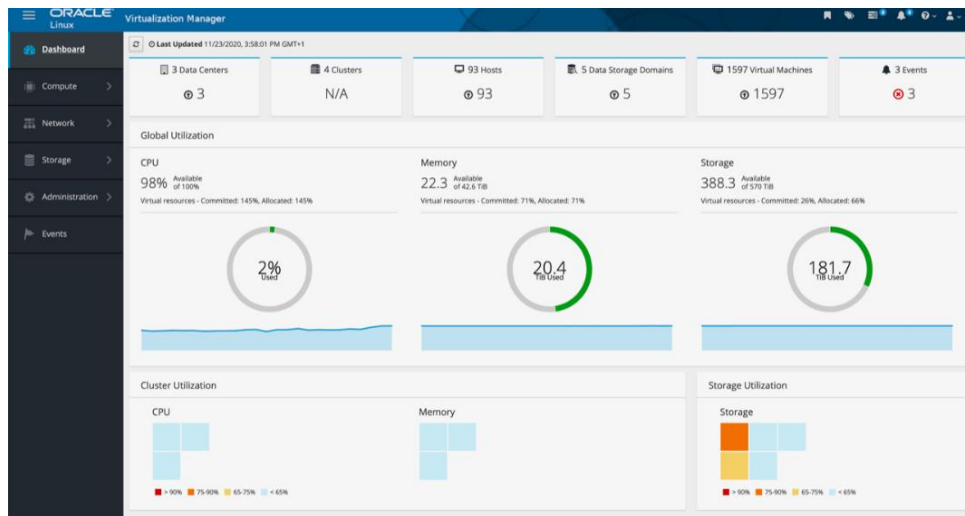 ORACLE
Linux
Virtualization Manager
Dashboard
Compute
Network
Storage
Administration
Events
Last Updated 11/23/2020, 3:58:01 PM GMT+1
3 Data Centers
3
4 Clusters
N/A
93 Hosts
93
5 Data Storage Domains
5
1597 Virtual Machines
1597
3 Events
3
Global Utilization
CPU
98% Available of 100%
Virtual resources - Committed: 145%, Allocated: 145%
2%
Used
Memory
22.3 Available of 42.6 TiB
Virtual resources - Committed: 71%, Allocated: 71%
20.4
TiB Used
Storage
388.3 Available of 570 TiB
Virtual resources - Committed: 26%, Allocated: 66%
181.7
TiB Used
Cluster Utilization
CPU
Memory
> 90% 75-90% 65-75% < 65%
Storage Utilization
Storage
> 90% 75-90% 65-75% < 65%